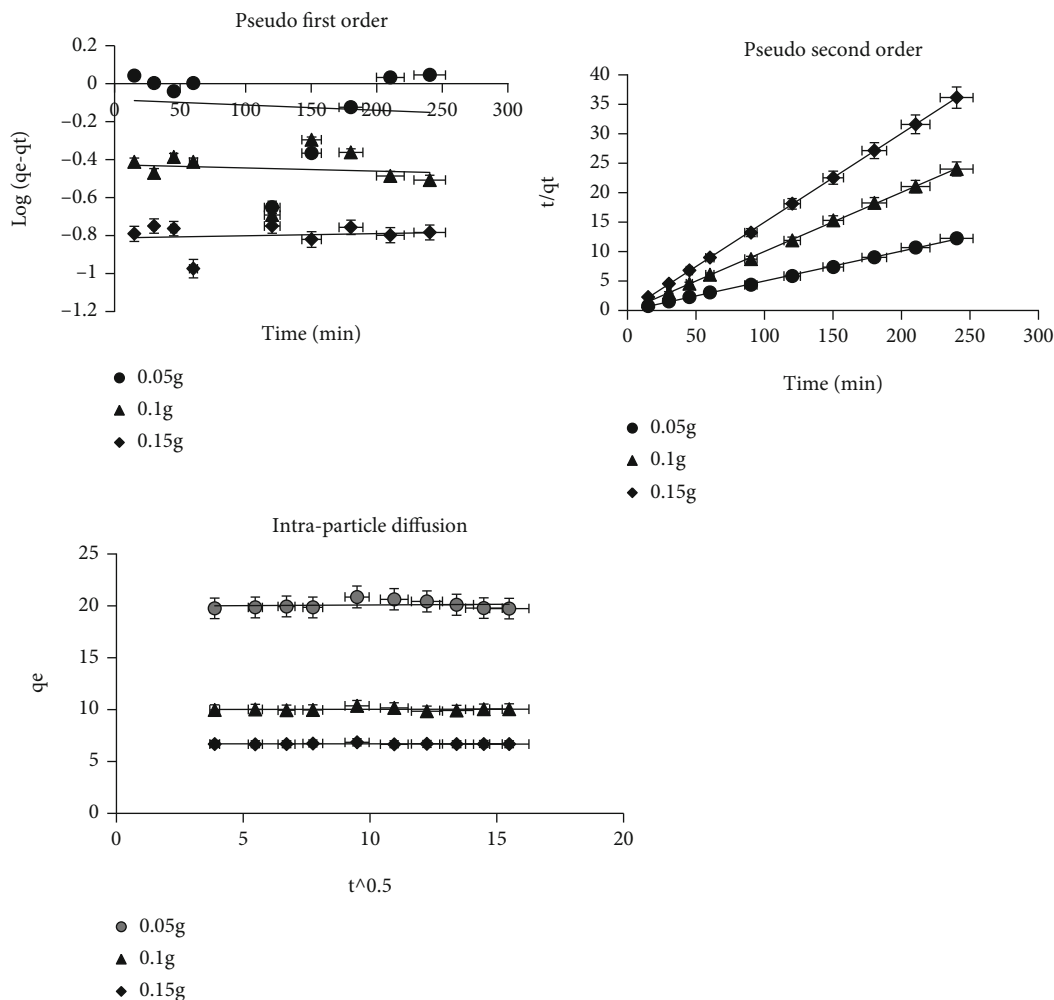 Pseudo first order
0.2
0
−0.2
−0.4
−0.6
−0.8
−1
−1.2
0 50 100 150 200 250 300
Log (qe-qt)
Time (min)
0.05g
0.1g
0.15g
Pseudo second order
40
35
30
25
20
15
10
5
0
0 50 100 150 200 250 300
t/qt
Time (min)
0.05g
0.1g
0.15g
Intra-particle diffusion
25
20
15
10
5
0
0 5 10 15 20
qe
t^0.5
0.05g
0.1g
0.15g